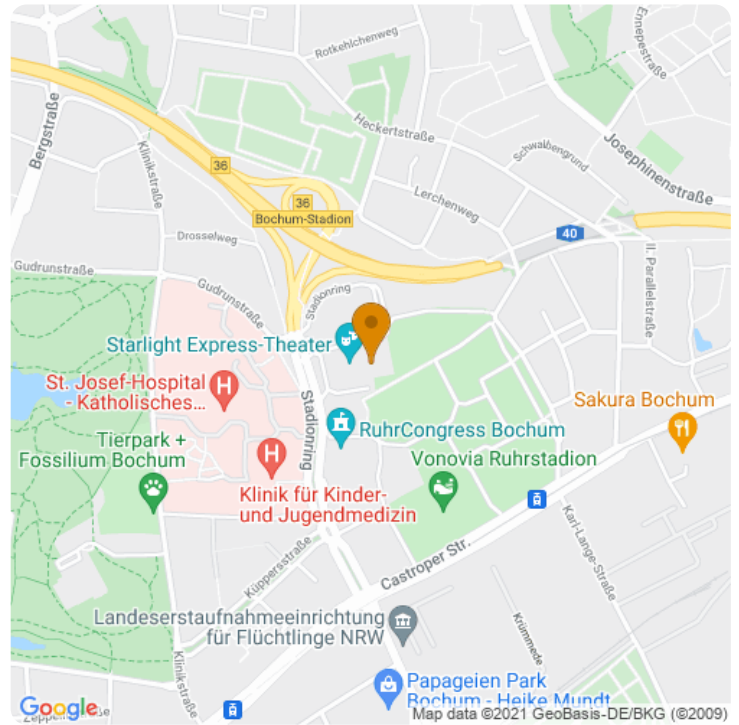 Rotkehlchenweg
Ennepestraße
Bergstraße
Heckertstraße
Josephinenstraße
Klinikstraße
36
Schwalbengrund
Lerchenweg
36
Bochum-Stadion
40
Drosselweg
II. Parallelstraße
Gudrunstraße
Gudrunstraße
Stadionring
Starlight Express-Theater
St. Josef-Hospital
- Katholisches...
H
Stadionring
Sakura Bochum
RuhrCongress Bochum
Tierpark +
Fossilium Bochum
H
Vonovia Ruhrstadion
Klinik für Kinder-
und Jugendmedizin
Karl-Lange-Straße
Castroper Str.
Küppersstraße
Landeserstaufnahmeeinrichtung
für Flüchtlinge NRW
Krümmede
Klinikstraße
Papageien Park
Bochum - Heike Mundt
Google
Map data ©2021 GeoBasis-DE/BKG (©2009)